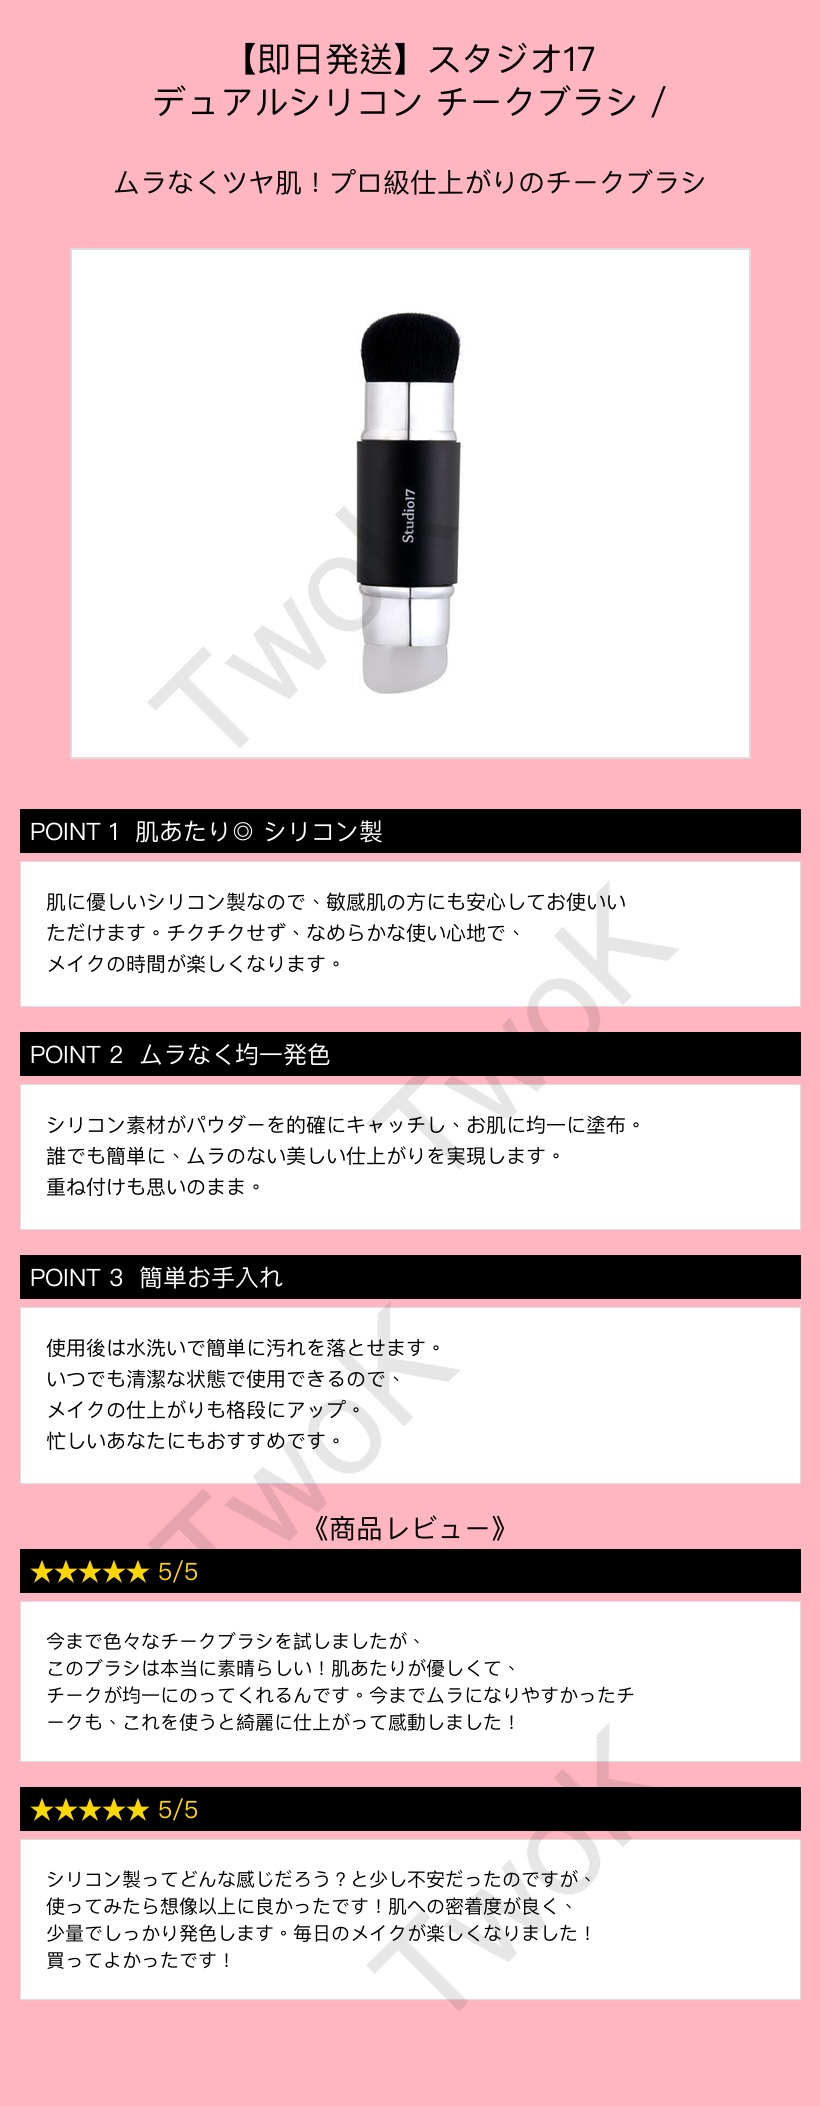 【即日発送】スタジオ17
デュアルシリコン チークブラシ /
ムラなくツヤ肌！プロ級仕上がりのチークブラシ
Studio17
TwoK
POINT 1 肌あたり◎ シリコン製
肌に優しいシリコン製なので、敏感肌の方にも安心してお使いい
ただけます。チクチクせず、なめらかな使い心地で、
メイクの時間が楽しくなります。
TwoK
POINT 2 ムラなく均一発色
シリコン素材がパウダーを的確にキャッチし、お肌に均一に塗布。
誰でも簡単に、ムラのない美しい仕上がりを実現します。
重ね付けも思いのまま。
POINT 3 簡単お手入れ
使用後は水洗いで簡単に汚れを落とせます。
いつでも清潔な状態で使用できるので、
メイクの仕上がりも格段にアップ。
忙しいあなたにもおすすめです。
TwoK
《商品レビュー》
★★★★★ 5/5
今まで色々なチークブラシを試しましたが、
このブラシは本当に素晴らしい！肌あたりが優しくて、
チークが均一にのってくれるんです。今までムラになりやすかったチ
ークも、これを使うと綺麗に仕上がって感動しました！
★★★★★ 5/5
シリコン製ってどんな感じだろう？と少し不安だったのですが、
使ってみたら想像以上に良かったです！肌への密着度が良く、
少量でしっかり発色します。毎日のメイクが楽しくなりました！
買ってよかったです！
TwoK